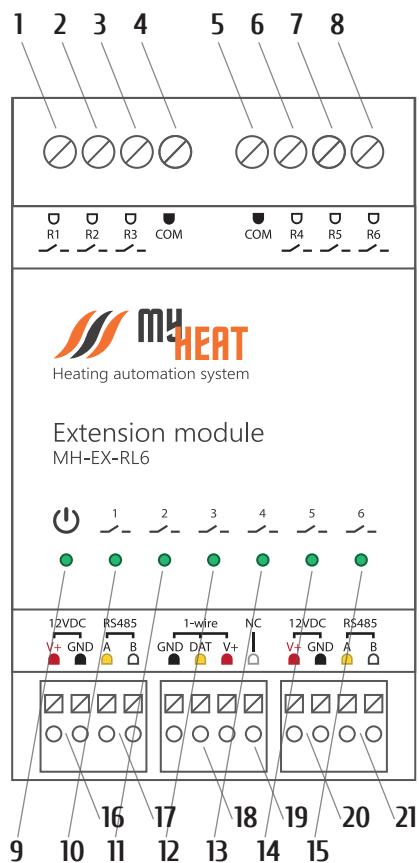 1 2 3 4 5 6 7 8
R1 R2 R3 COM COM R4 R5 R6
MYHEAT
Heating automation system
Extension module
MH-EX-RL6
1 2 3 4 5 6
12VDC RS485 1-wire NC 12VDC RS485
V+ GND A B GND DAT V+ V+ GND A B
16 17 18 19 20 21
9 10 11 12 13 14 15